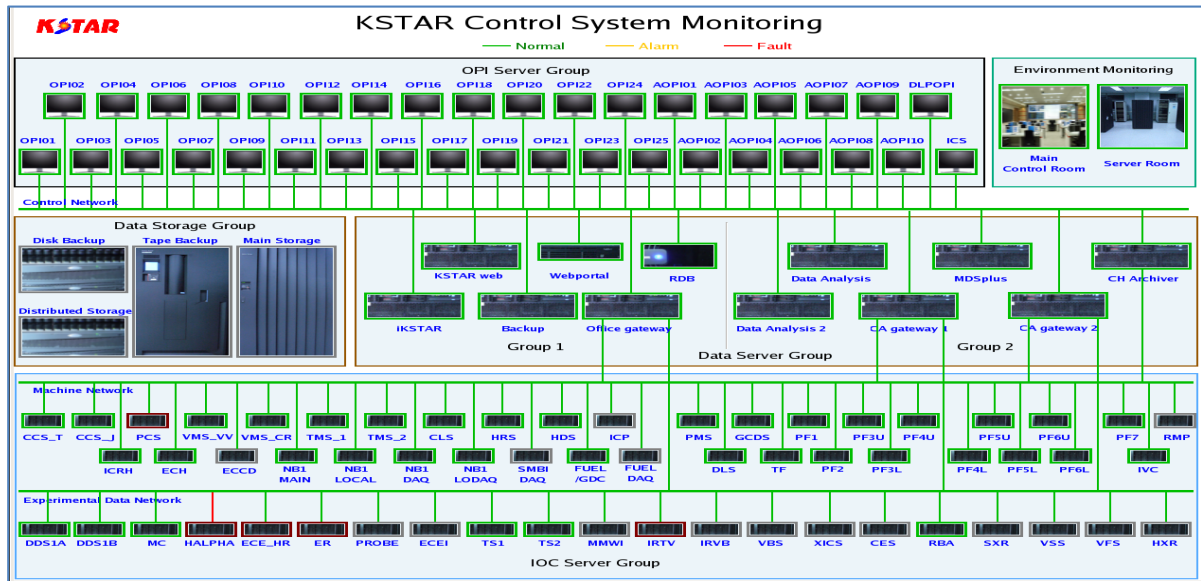 KSTAR
KSTAR Control System Monitoring
Normal Alarm Fault
OPI Server Group
OPI02 OPI04 OPI06 OPI08 OPI10 OPI12 OPI14 OPI16 OPI18 OPI20 OPI22 OPI24 AOPI01 AOPI03 AOPI05 AOPI07 AOPI09 DLPOPI
OPI01 OPI03 OPI05 OPI07 OPI09 OPI11 OPI13 OPI15 OPI17 OPI19 OPI21 OPI23 OPI25 AOPI02 AOPI04 AOPI06 AOPI08 AOPI10 ICS
Environment Monitoring
Main
Control Room
Server Room
Control Network
Data Storage Group
Disk Backup Tape Backup Main Storage
Distributed Storage
KSTAR web Webportal RDB Data Analysis MDSplus CH Archiver
iKSTAR Backup Office gateway Data Analysis 2 CA gateway 1 CA gateway 2
Group 1 Group 2
Data Server Group
Machine Network
CCS_T CCS_J PCS VMS_VV VMS_CR TMS_1 TMS_2 CLS HRS HDS ICP PMS GCDS PF1 PF3U PF4U PF5U PF6U PF7 RMP
ICRH ECH ECCD NB1 MAIN NB1 LOCAL NB1 DAQ NB1 LODAQ SMBI DAQ FUEL /GDC FUEL DAQ DLS TF PF2 PF3L PF4L PF5L PF6L IVC
Experimental Data Network
DDS1A DDS1B MC HALPHA ECE_HR ER PROBE ECEI TS1 TS2 MMWI IRTV IRVB VBS XICS CES RBA SXR VSS VFS HXR
IOC Server Group